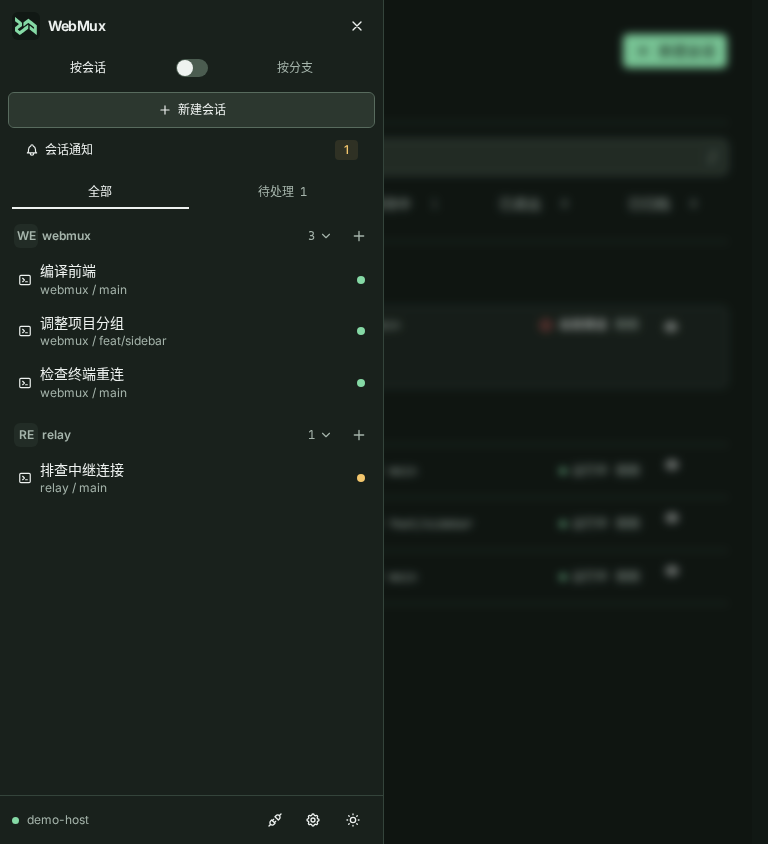 WebMux
按会话
按分支
新建会话
会话通知 1
全部
待处理 1
WE webmux 3
编译前端
webmux / main
调整项目分组
webmux / feat/sidebar
检查终端重连
webmux / main
RE relay 1
排查中继连接
relay / main
demo-host